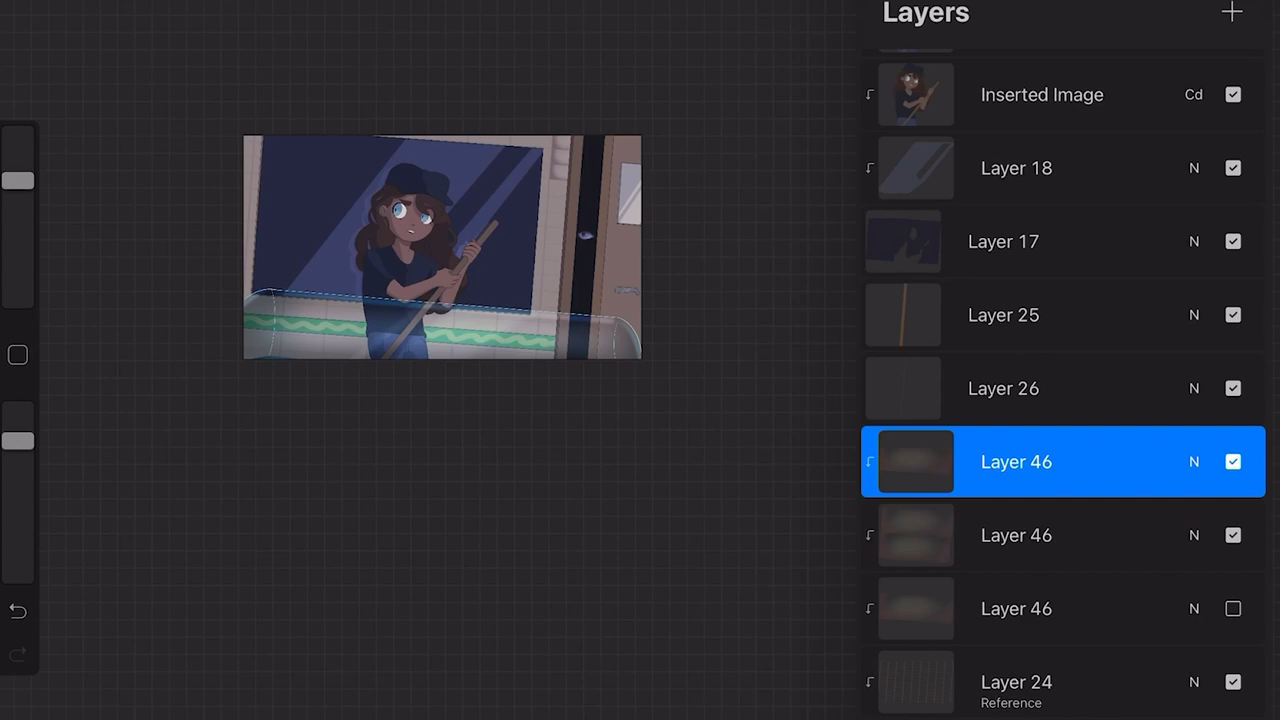 Layers
Inserted Image Cd
Layer 18 N
Layer 17 N
Layer 25 N
Layer 26 N
Layer 46 N
Layer 46 N
Layer 46 N
Layer 24 N
Reference